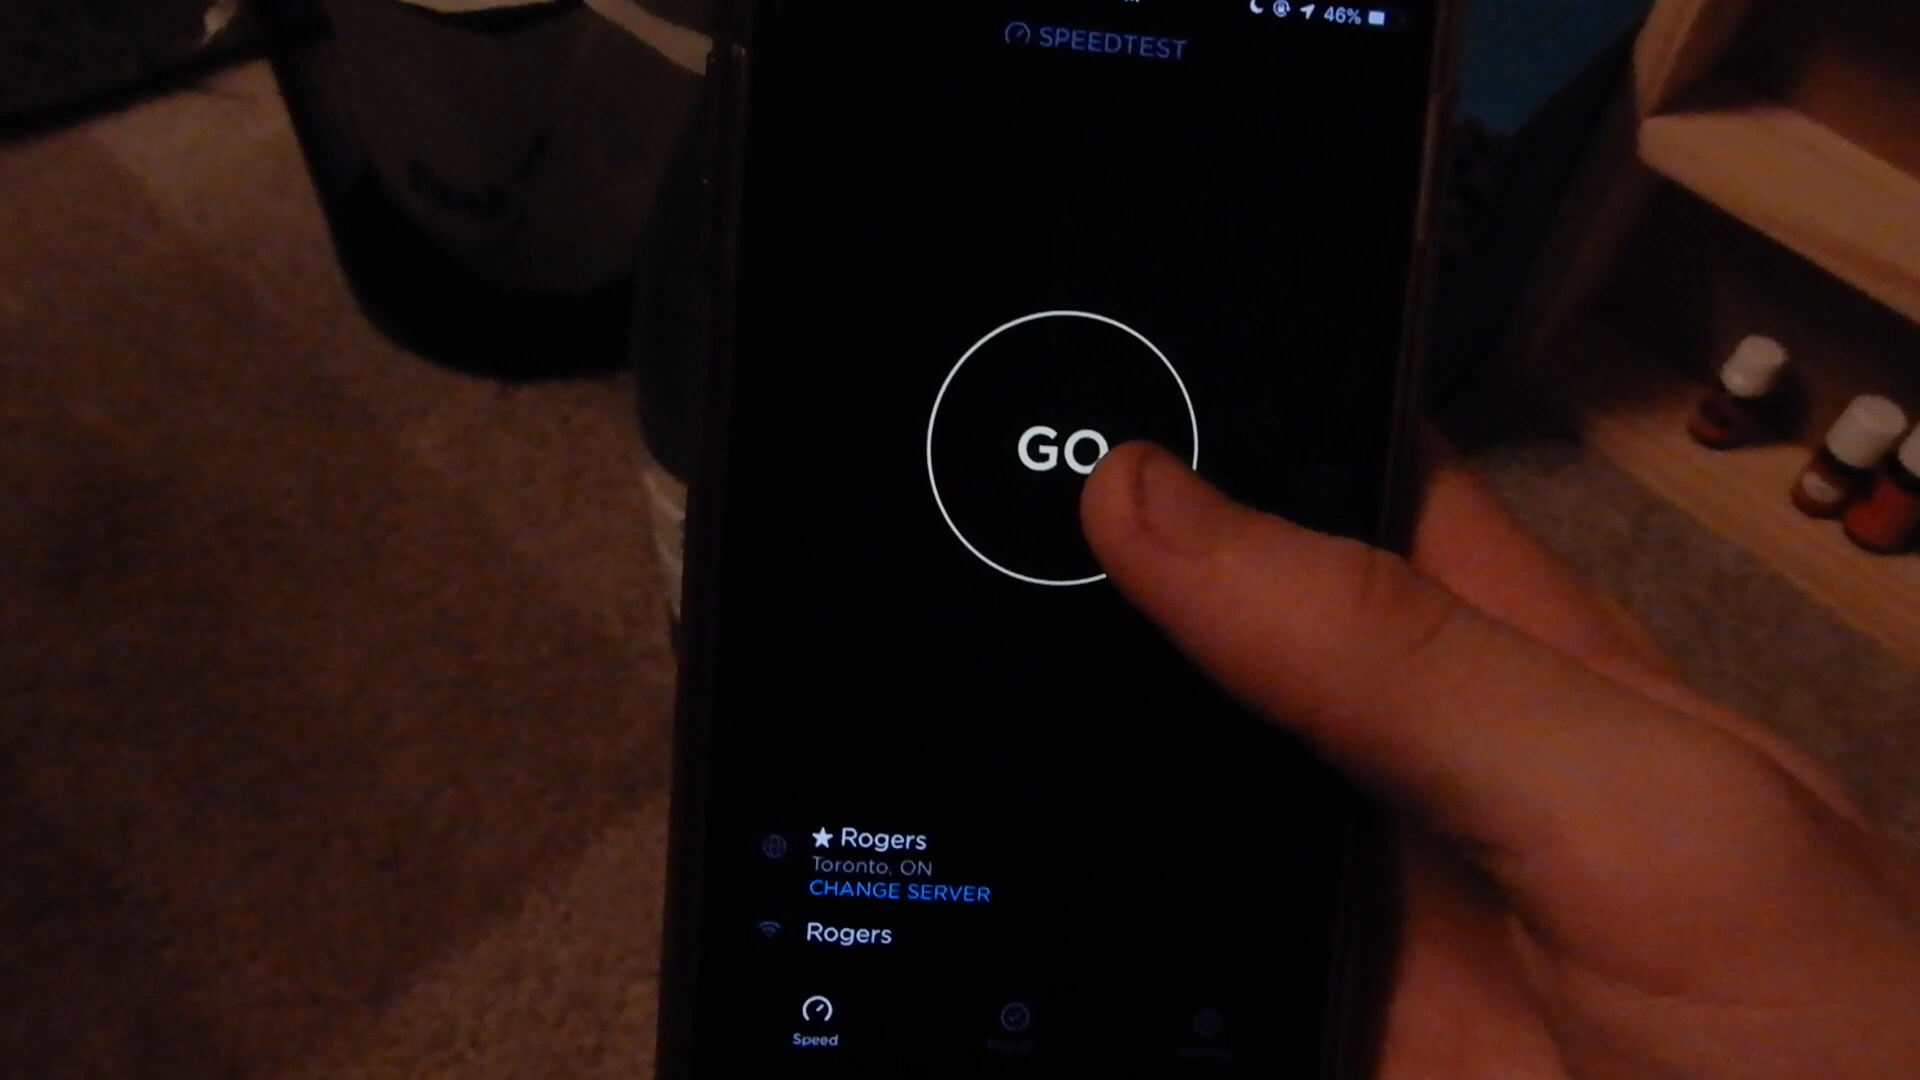 46%
SPEEDTEST
GO
★ Rogers
Toronto, ON
CHANGE SERVER
Rogers
Speed